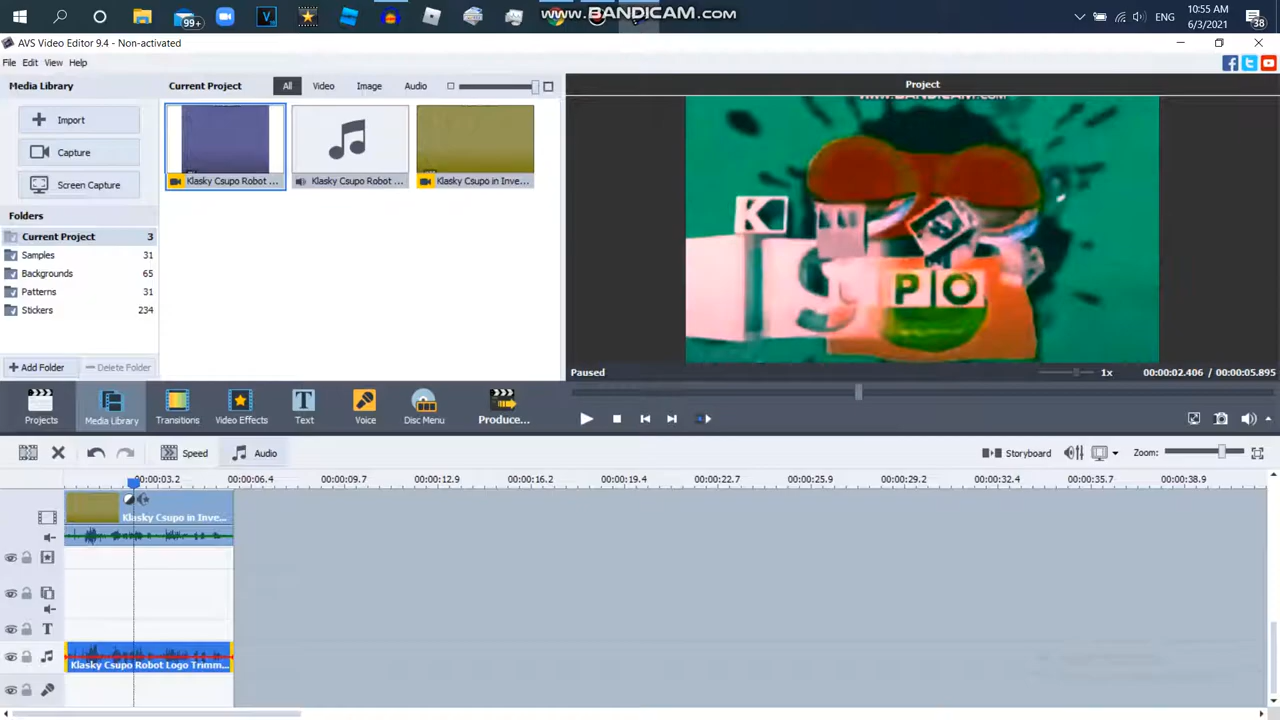 www.BANDICAM.com
99+
10:55 AM
6/3/2021
ENG
38
AVS Video Editor 9.4 - Non-activated
File Edit View Help
Media Library
Current Project
All
Video
Image
Audio
Project
Import
Capture
Screen Capture
Klasky Csupo Robot ...
Klasky Csupo Robot ...
Klasky Csupo in Inve...
Folders
Current Project 3
Samples 31
Backgrounds 65
Patterns 31
Stickers 234
Add Folder
Delete Folder
K
PO
Paused
1x
00:00:02.406 / 00:00:05.895
Projects
Media Library
Transitions
Video Effects
Text
Voice
Disc Menu
Produce...
Speed
Audio
Storyboard
Zoom:
00:00:03.2 00:00:06.4 00:00:09.7 00:00:12.9 00:00:16.2 00:00:19.4 00:00:22.7 00:00:25.9 00:00:29.2 00:00:32.4 00:00:35.7 00:00:38.9
Klasky Csupo in Inve...
T
Klasky Csupo Robot Logo Trimm...